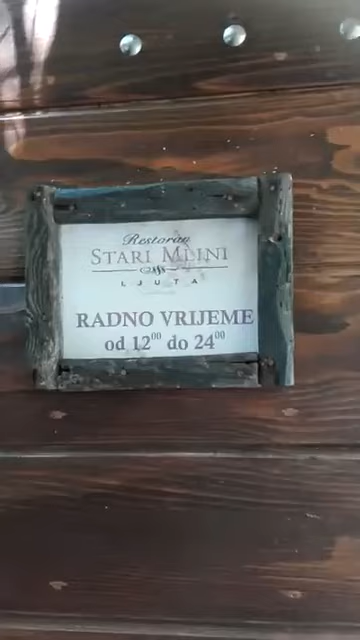 Restoran
STARI MLINI
LJUTA
RADNO VRIJEME
od 12⁰⁰ do 24⁰⁰